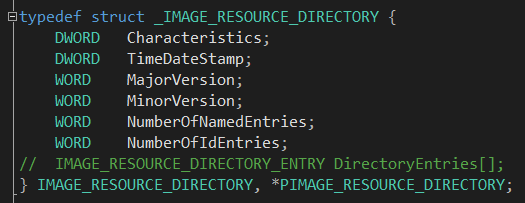 typedef struct _IMAGE_RESOURCE_DIRECTORY {
    DWORD   Characteristics;
    DWORD   TimeDateStamp;
    WORD    MajorVersion;
    WORD    MinorVersion;
    WORD    NumberOfNamedEntries;
    WORD    NumberOfIdEntries;
//  IMAGE_RESOURCE_DIRECTORY_ENTRY DirectoryEntries[];
} IMAGE_RESOURCE_DIRECTORY, *PIMAGE_RESOURCE_DIRECTORY;